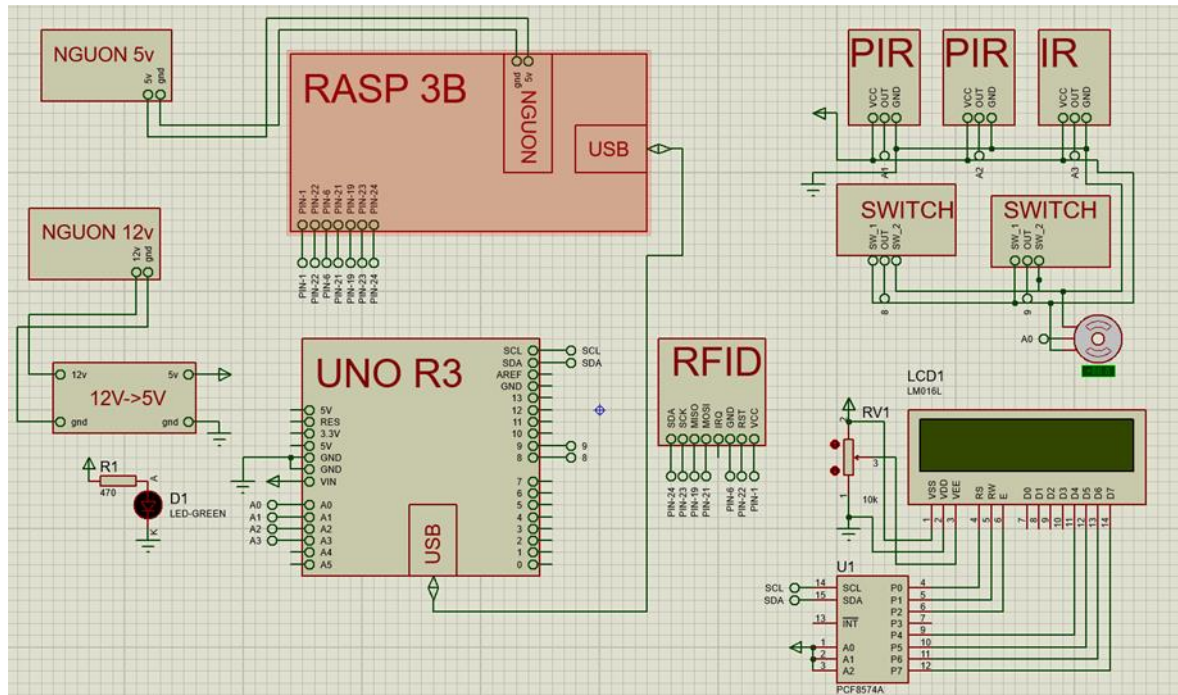 NGUON 5v
5v
gnd
RASP 3B
gnd
5v
NGUON
USB
PIN-1
PIN-22
PIN-6
PIN-21
PIN-19
PIN-23
PIN-24
PIN-1
PIN-22
PIN-6
PIN-21
PIN-19
PIN-23
PIN-24
PIR
VCC
OUT
GND
A1
PIR
VCC
OUT
GND
A2
IR
VCC
OUT
GND
A3
SWITCH
SW_1
OUT
SW_2
8
SWITCH
SW_1
OUT
SW_2
9
A0
NGUON 12v
12v
gnd
12v
5v
12V->5V
gnd
gnd
R1
470
A
D1
LED-GREEN
K
UNO R3
5V
RES
3.3V
5V
GND
GND
VIN
A0 A0
A1 A1
A2 A2
A3 A3
A4
A5
SCL SCL
SDA SDA
AREF
GND
13
12
11
10
9 9
8 8
7
6
5
4
3
2
1
0
USB
RFID
SDA
SCK
MISO
MOSI
IRQ
GND
RST
VCC
PIN-24
PIN-23
PIN-19
PIN-21
PIN-6
PIN-22
PIN-1
LCD1
LM016L
RV1
2
3
1
10k
VSS
VDD
VEE
RS
RW
E
D0
D1
D2
D3
D4
D5
D6
D7
1
2
3
4
5
6
7
8
9
10
11
12
13
14
U1
SCL 14 SCL P0 4
SDA 15 SDA P1 5
P2 6
13 INT P3 7
P4 9
1 A0 P5 10
2 A1 P6 11
3 A2 P7 12
PCF8574A